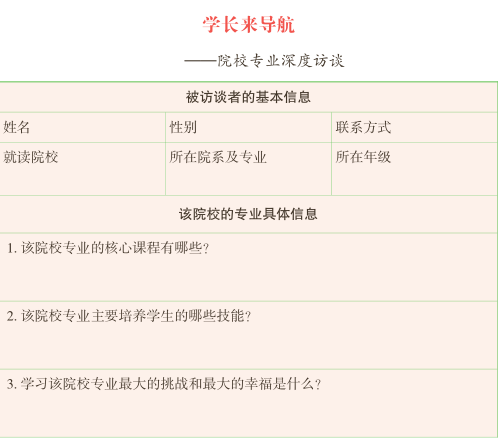 学长来导航
——院校专业深度访谈
被访谈者的基本信息
姓名 性别 联系方式
就读院校 所在院系及专业 所在年级
该院校的专业具体信息
1. 该院校专业的核心课程有哪些?
2. 该院校专业主要培养学生的哪些技能?
3. 学习该院校专业最大的挑战和最大的幸福是什么?